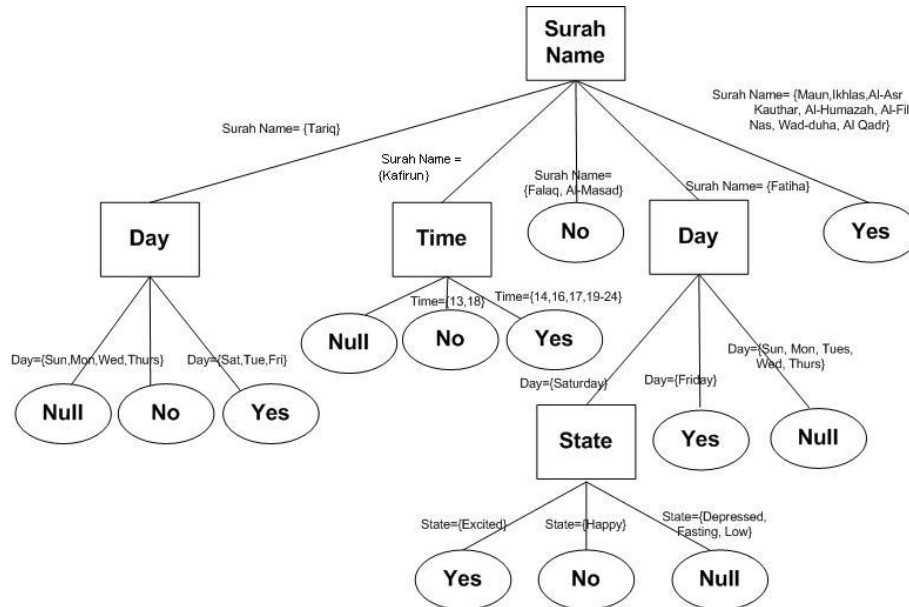 Surah
Name
Surah Name= {Tariq}
Surah Name =
{Kafirun}
Surah Name=
{Falaq, Al-Masad}
Surah Name= {Fatiha}
Surah Name= {Maun,Ikhlas,Al-Asr
Kauthar, Al-Humazah, Al-Fil
Nas, Wad-duha, Al Qadr}
Day
Time
No
Day
Yes
Time={13,18}
Time={14,16,17,19-24}
Null
No
Yes
Day={Sun,Mon,Wed,Thurs}
Day={Sat,Tue,Fri}
Null
No
Yes
Day={Saturday}
Day={Friday}
Day={Sun, Mon, Tues,
Wed, Thurs}
State
Yes
Null
State={Excited}
State={Happy}
State={Depressed,
Fasting, Low}
Yes
No
Null